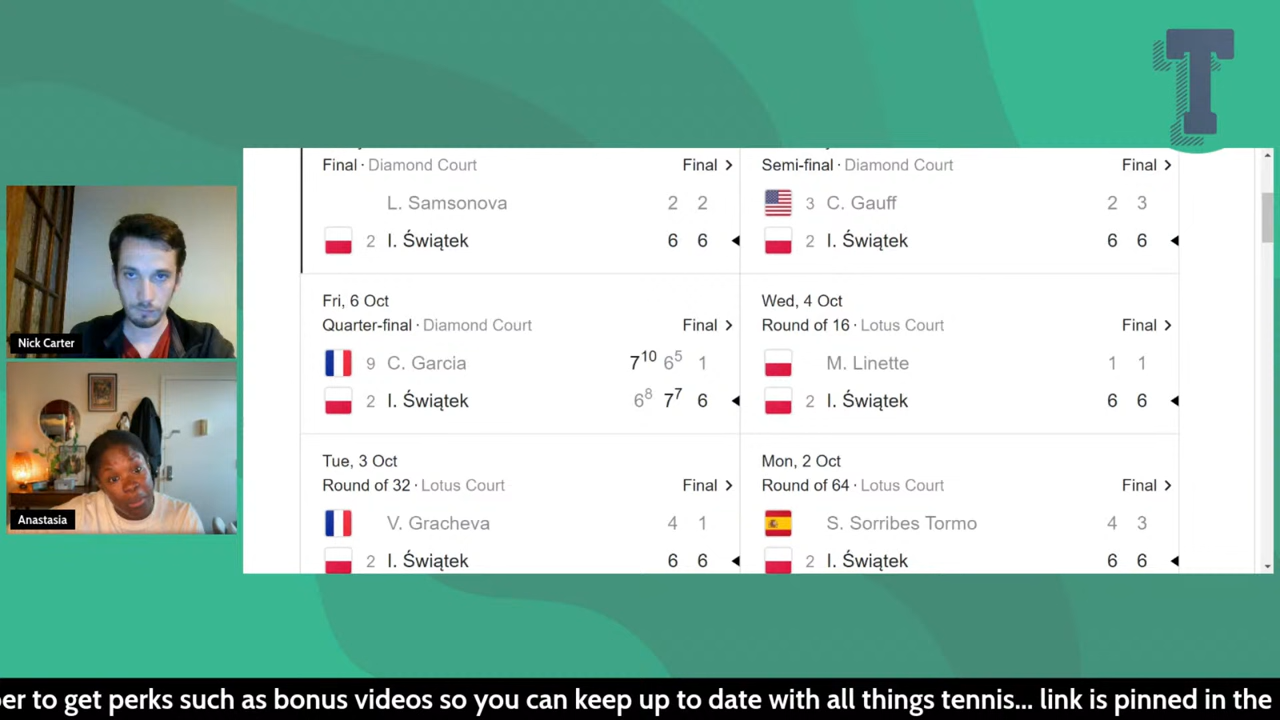 T
Final · Diamond Court Final
L. Samsonova 2 2
2 I. Świątek 6 6
Semi-final · Diamond Court Final
3 C. Gauff 2 3
2 I. Świątek 6 6
Fri, 6 Oct
Quarter-final · Diamond Court Final
9 C. Garcia 7¹⁰ 6⁵ 1
2 I. Świątek 6⁸ 7⁷ 6
Wed, 4 Oct
Round of 16 · Lotus Court Final
M. Linette 1 1
2 I. Świątek 6 6
Tue, 3 Oct
Round of 32 · Lotus Court Final
V. Gracheva 4 1
2 I. Świątek 6 6
Mon, 2 Oct
Round of 64 · Lotus Court Final
S. Sorribes Tormo 4 3
2 I. Świątek 6 6
Nick Carter
Anastasia
to get perks such as bonus videos so you can keep up to date with all things tennis... link is pinned in the